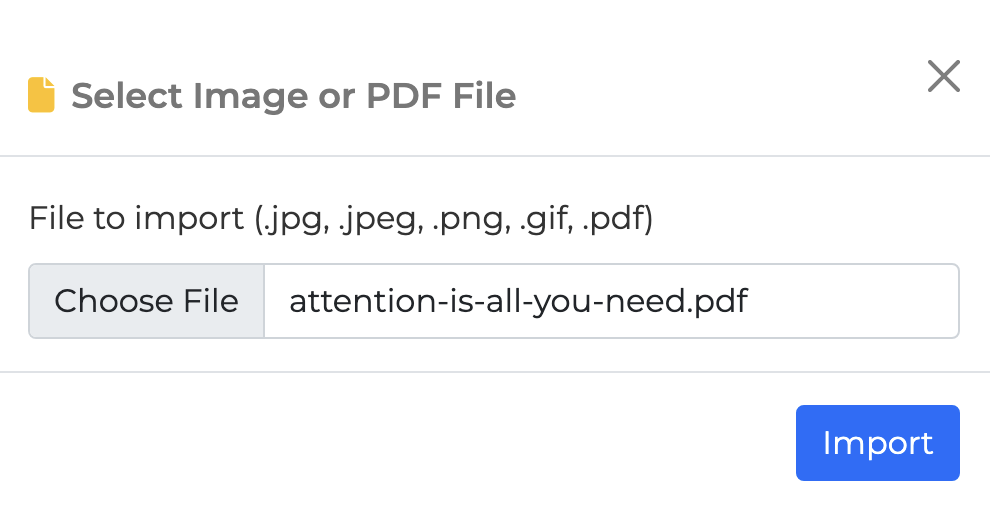 Select Image or PDF File
File to import (.jpg, .jpeg, .png, .gif, .pdf)
Choose File attention-is-all-you-need.pdf
Import